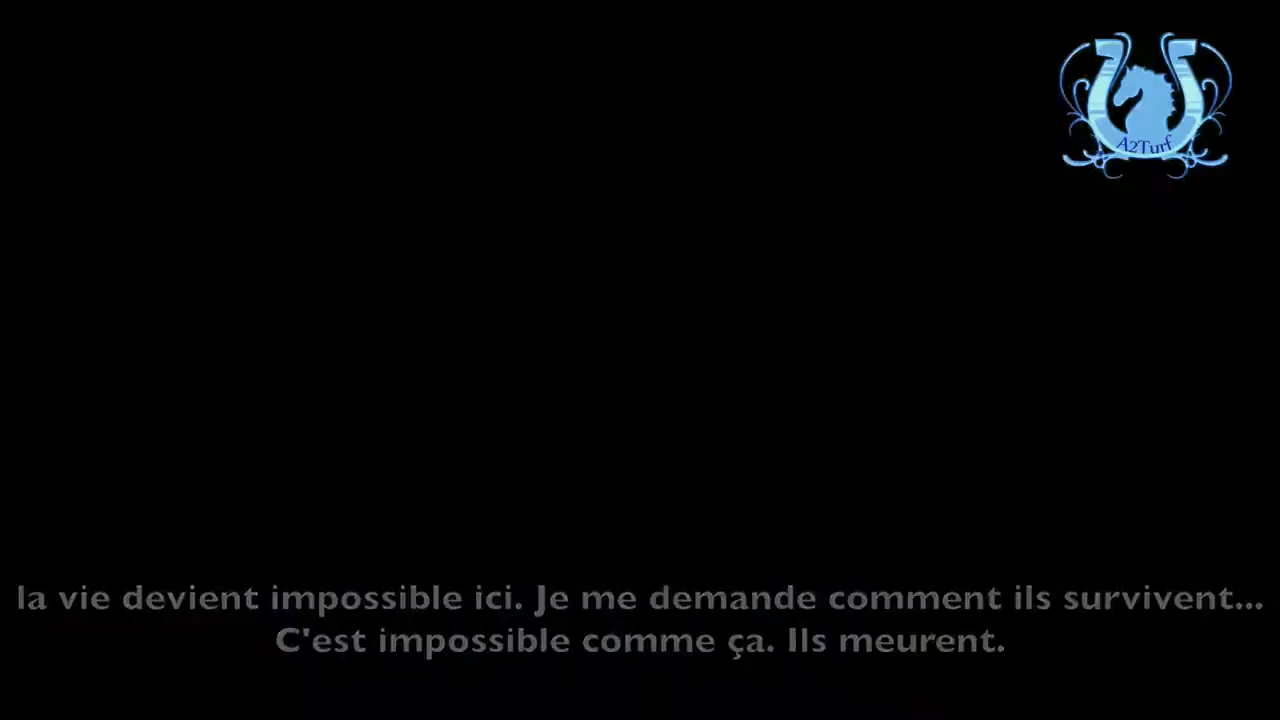 A2Turf
la vie devient impossible ici. Je me demande comment ils survivent...
C'est impossible comme ça. Ils meurent.